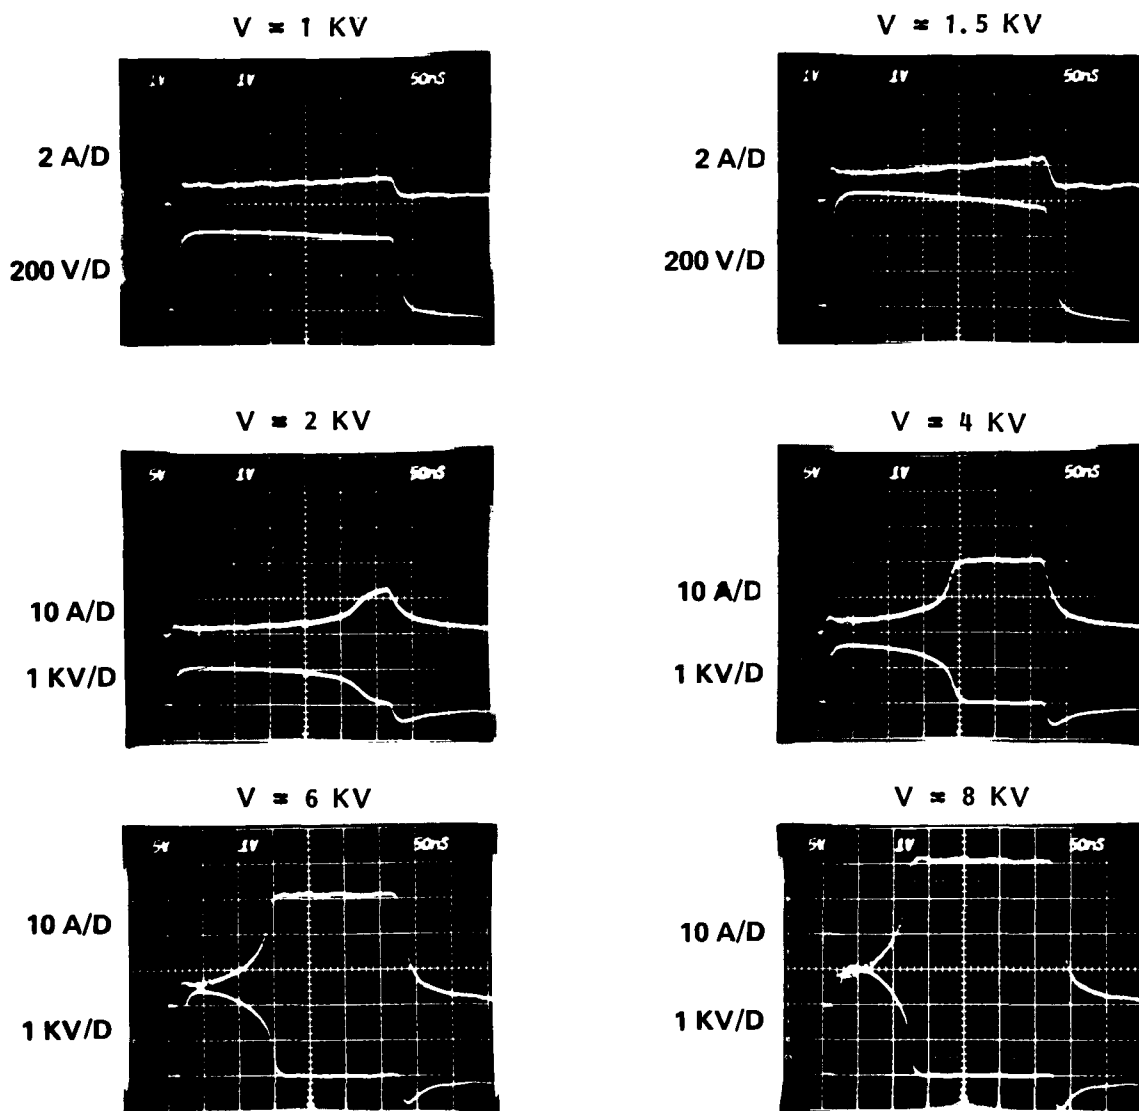 V = 1 KV
V = 1.5 KV
1V 1V 50nS
1V 1V 50nS
2 A/D
2 A/D
200 V/D
200 V/D
V = 2 KV
V = 4 KV
5V 1V 50nS
5V 1V 50nS
10 A/D
10 A/D
1 KV/D
1 KV/D
V = 6 KV
V = 8 KV
5V 1V 50nS
5V 1V 50nS
10 A/D
10 A/D
1 KV/D
1 KV/D